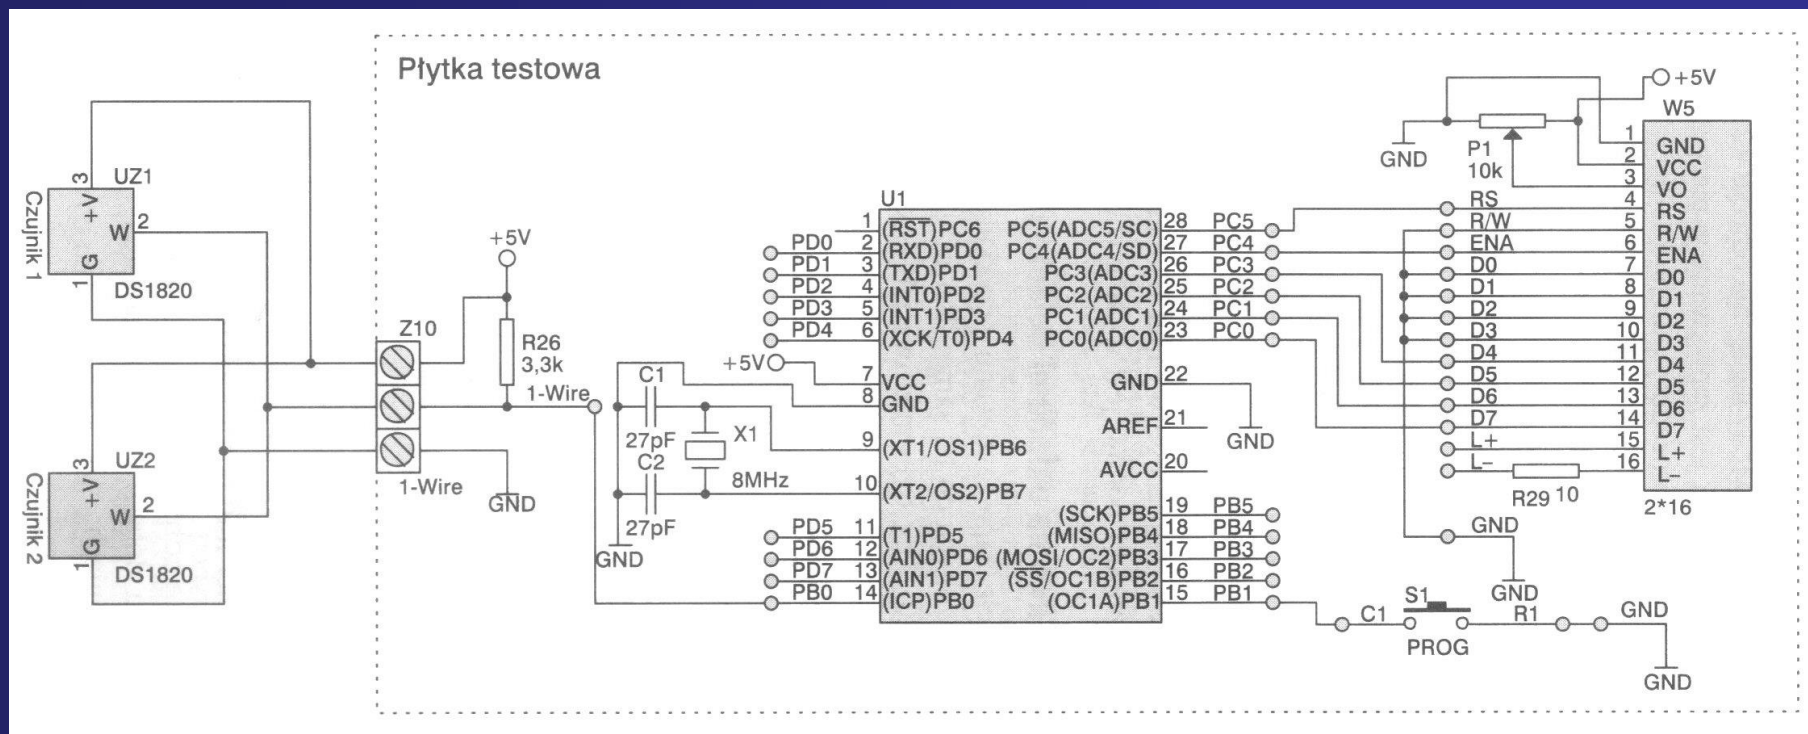 Płytka testowa
Czujnik 1
UZ1
3
+V
W
2
G
1
DS1820
Czujnik 2
UZ2
3
+V
W
2
G
1
DS1820
Z10
1-Wire
+5V
R26
3,3k
1-Wire
GND
+5V
C1
27pF
C2
27pF
X1
8MHz
GND
U1
PD0 2 (RXD)PD0
1 (RST)PC6
PD1 3 (TXD)PD1
PD2 4 (INT0)PD2
PD3 5 (INT1)PD3
PD4 6 (XCK/T0)PD4
7 VCC
8 GND
9 (XT1/OS1)PB6
10 (XT2/OS2)PB7
PD5 11 (T1)PD5
PD6 12 (AIN0)PD6
PD7 13 (AIN1)PD7
PB0 14 (ICP)PB0
PC5(ADC5/SC) 28 PC5
PC4(ADC4/SD) 27 PC4
PC3(ADC3) 26 PC3
PC2(ADC2) 25 PC2
PC1(ADC1) 24 PC1
PC0(ADC0) 23 PC0
GND 22
GND
AREF 21
AVCC 20
(SCK)PB5 19 PB5
(MISO)PB4 18 PB4
(MOSI/OC2)PB3 17 PB3
(SS/OC1B)PB2 16 PB2
(OC1A)PB1 15 PB1
+5V
W5
GND
P1
10k
1 GND
2 VCC
3 VO
RS 4 RS
R/W 5 R/W
ENA 6 ENA
D0 7 D0
D1 8 D1
D2 9 D2
D3 10 D3
D4 11 D4
D5 12 D5
D6 13 D6
D7 14 D7
L+ 15 L+
L- 16 L-
R29 10
2*16
GND
GND
C1
S1
PROG
R1
GND
GND